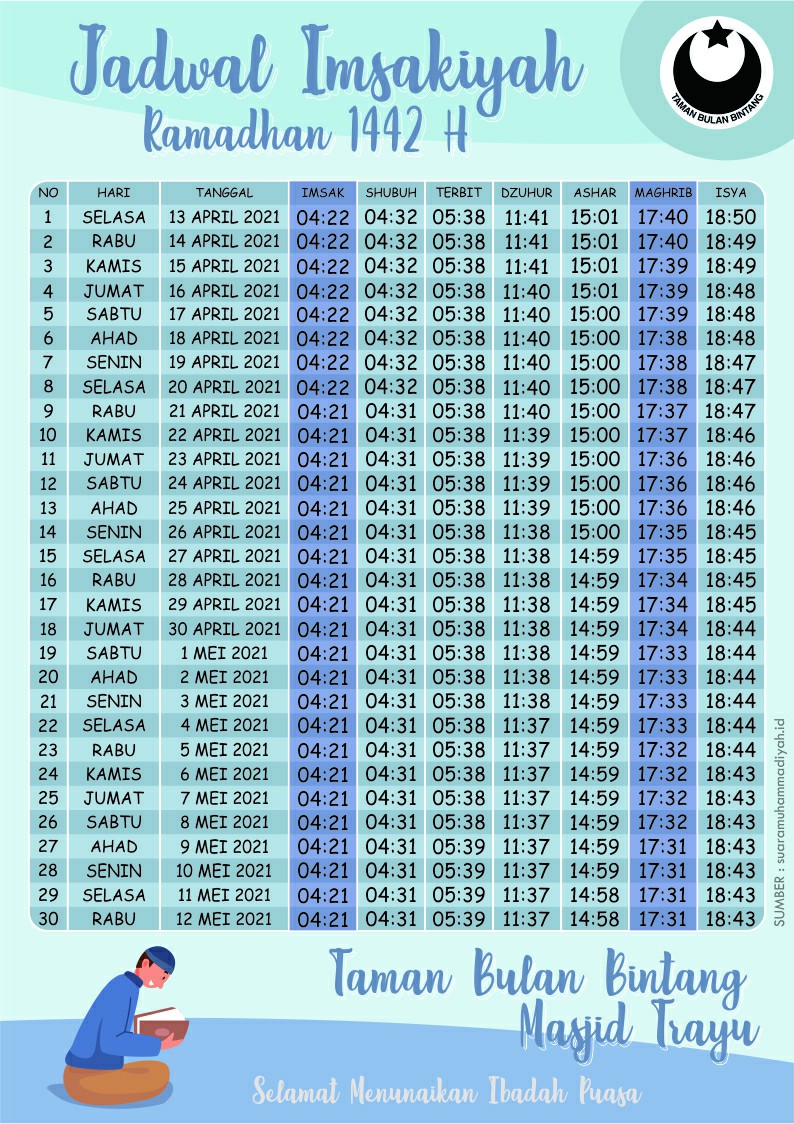 Jadwal Imsakiyah
Ramadhan 1442 H
TAMAN BULAN BINTANG
NO HARI TANGGAL IMSAK SHUBUH TERBIT DZUHUR ASHAR MAGHRIB ISYA
1 SELASA 13 APRIL 2021 04:22 04:32 05:38 11:41 15:01 17:40 18:50
2 RABU 14 APRIL 2021 04:22 04:32 05:38 11:41 15:01 17:40 18:49
3 KAMIS 15 APRIL 2021 04:22 04:32 05:38 11:41 15:01 17:39 18:49
4 JUMAT 16 APRIL 2021 04:22 04:32 05:38 11:40 15:01 17:39 18:48
5 SABTU 17 APRIL 2021 04:22 04:32 05:38 11:40 15:00 17:39 18:48
6 AHAD 18 APRIL 2021 04:22 04:32 05:38 11:40 15:00 17:38 18:48
7 SENIN 19 APRIL 2021 04:22 04:32 05:38 11:40 15:00 17:38 18:47
8 SELASA 20 APRIL 2021 04:22 04:32 05:38 11:40 15:00 17:38 18:47
9 RABU 21 APRIL 2021 04:21 04:31 05:38 11:40 15:00 17:37 18:47
10 KAMIS 22 APRIL 2021 04:21 04:31 05:38 11:39 15:00 17:37 18:46
11 JUMAT 23 APRIL 2021 04:21 04:31 05:38 11:39 15:00 17:36 18:46
12 SABTU 24 APRIL 2021 04:21 04:31 05:38 11:39 15:00 17:36 18:46
13 AHAD 25 APRIL 2021 04:21 04:31 05:38 11:39 15:00 17:36 18:46
14 SENIN 26 APRIL 2021 04:21 04:31 05:38 11:38 15:00 17:35 18:45
15 SELASA 27 APRIL 2021 04:21 04:31 05:38 11:38 14:59 17:35 18:45
16 RABU 28 APRIL 2021 04:21 04:31 05:38 11:38 14:59 17:34 18:45
17 KAMIS 29 APRIL 2021 04:21 04:31 05:38 11:38 14:59 17:34 18:45
18 JUMAT 30 APRIL 2021 04:21 04:31 05:38 11:38 14:59 17:34 18:44
19 SABTU 1 MEI 2021 04:21 04:31 05:38 11:38 14:59 17:33 18:44
20 AHAD 2 MEI 2021 04:21 04:31 05:38 11:38 14:59 17:33 18:44
21 SENIN 3 MEI 2021 04:21 04:31 05:38 11:38 14:59 17:33 18:44
22 SELASA 4 MEI 2021 04:21 04:31 05:38 11:37 14:59 17:33 18:44
23 RABU 5 MEI 2021 04:21 04:31 05:38 11:37 14:59 17:32 18:44
24 KAMIS 6 MEI 2021 04:21 04:31 05:38 11:37 14:59 17:32 18:43
25 JUMAT 7 MEI 2021 04:21 04:31 05:38 11:37 14:59 17:32 18:43
26 SABTU 8 MEI 2021 04:21 04:31 05:38 11:37 14:59 17:32 18:43
27 AHAD 9 MEI 2021 04:21 04:31 05:39 11:37 14:59 17:31 18:43
28 SENIN 10 MEI 2021 04:21 04:31 05:39 11:37 14:59 17:31 18:43
29 SELASA 11 MEI 2021 04:21 04:31 05:39 11:37 14:58 17:31 18:43
30 RABU 12 MEI 2021 04:21 04:31 05:39 11:37 14:58 17:31 18:43
SUMBER : suaramuhammadiyah.id
Taman Bulan Bintang
Masjid Trayu
Selamat Menunaikan Ibadah Puasa